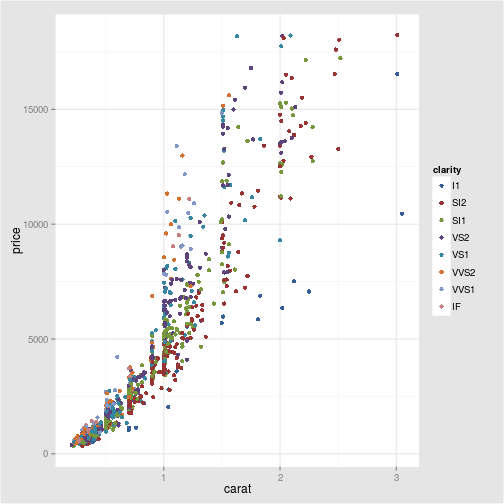 15000
10000
5000
0
price
1
2
3
carat
clarity
I1
SI2
SI1
VS2
VS1
VVS2
VVS1
IF